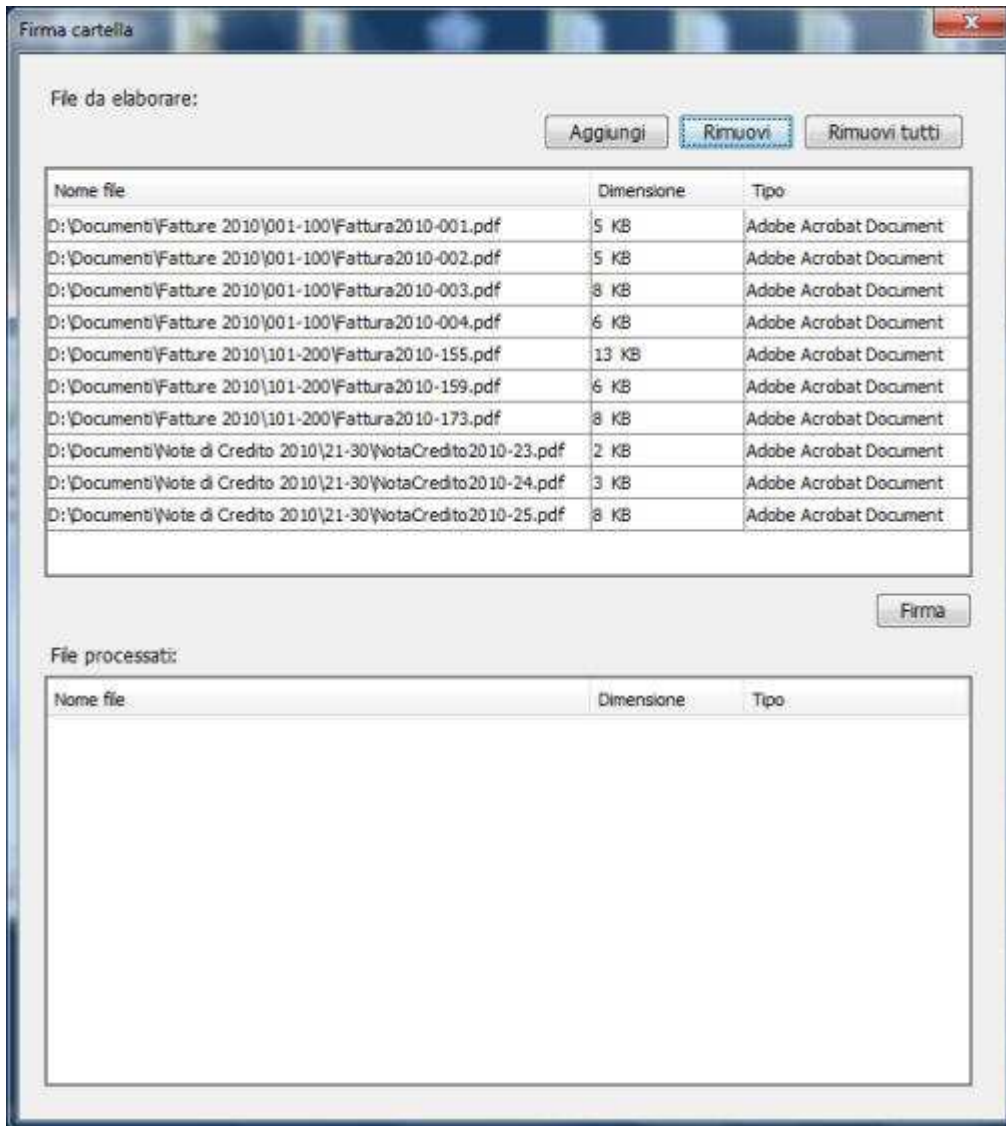 Firma cartella
File da elaborare:
Aggiungi Rimuovi Rimuovi tutti
Nome file Dimensione Tipo
D:\Documenti\Fatture 2010\001-100\Fattura2010-001.pdf 5 KB Adobe Acrobat Document
D:\Documenti\Fatture 2010\001-100\Fattura2010-002.pdf 5 KB Adobe Acrobat Document
D:\Documenti\Fatture 2010\001-100\Fattura2010-003.pdf 8 KB Adobe Acrobat Document
D:\Documenti\Fatture 2010\001-100\Fattura2010-004.pdf 6 KB Adobe Acrobat Document
D:\Documenti\Fatture 2010\101-200\Fattura2010-155.pdf 13 KB Adobe Acrobat Document
D:\Documenti\Fatture 2010\101-200\Fattura2010-159.pdf 6 KB Adobe Acrobat Document
D:\Documenti\Fatture 2010\101-200\Fattura2010-173.pdf 8 KB Adobe Acrobat Document
D:\Documenti\Note di Credito 2010\21-30\NotaCredito2010-23.pdf 2 KB Adobe Acrobat Document
D:\Documenti\Note di Credito 2010\21-30\NotaCredito2010-24.pdf 3 KB Adobe Acrobat Document
D:\Documenti\Note di Credito 2010\21-30\NotaCredito2010-25.pdf 8 KB Adobe Acrobat Document
Firma
File processati:
Nome file Dimensione Tipo